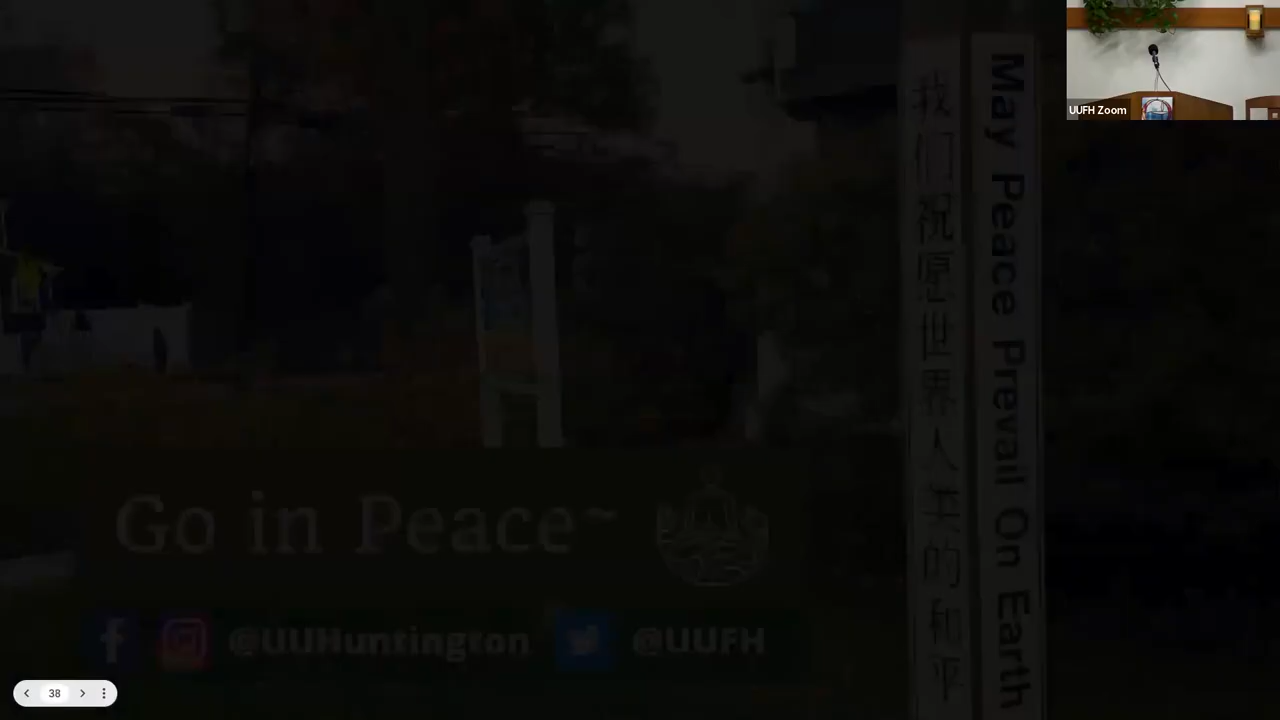 UUFH Zoom
我们祝愿世界人类的和平
May Peace Prevail On Earth
Go in Peace~
@UUHuntington
@UUFH
38